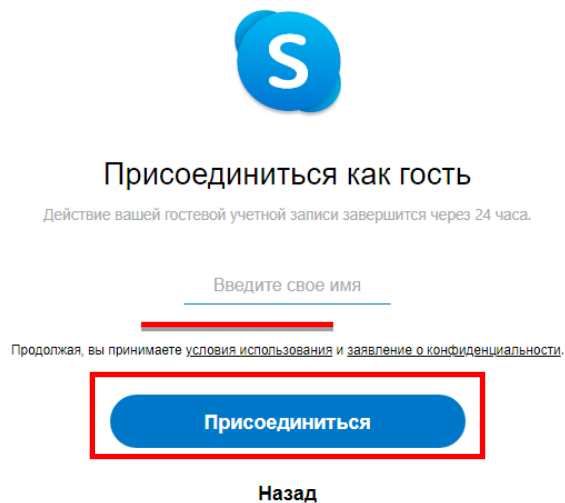 S
Присоединиться как гость
Действие вашей гостевой учетной записи завершится через 24 часа.
Введите свое имя
Продолжая, вы принимаете условия использования и заявление о конфиденциальности.
Присоединиться
Назад